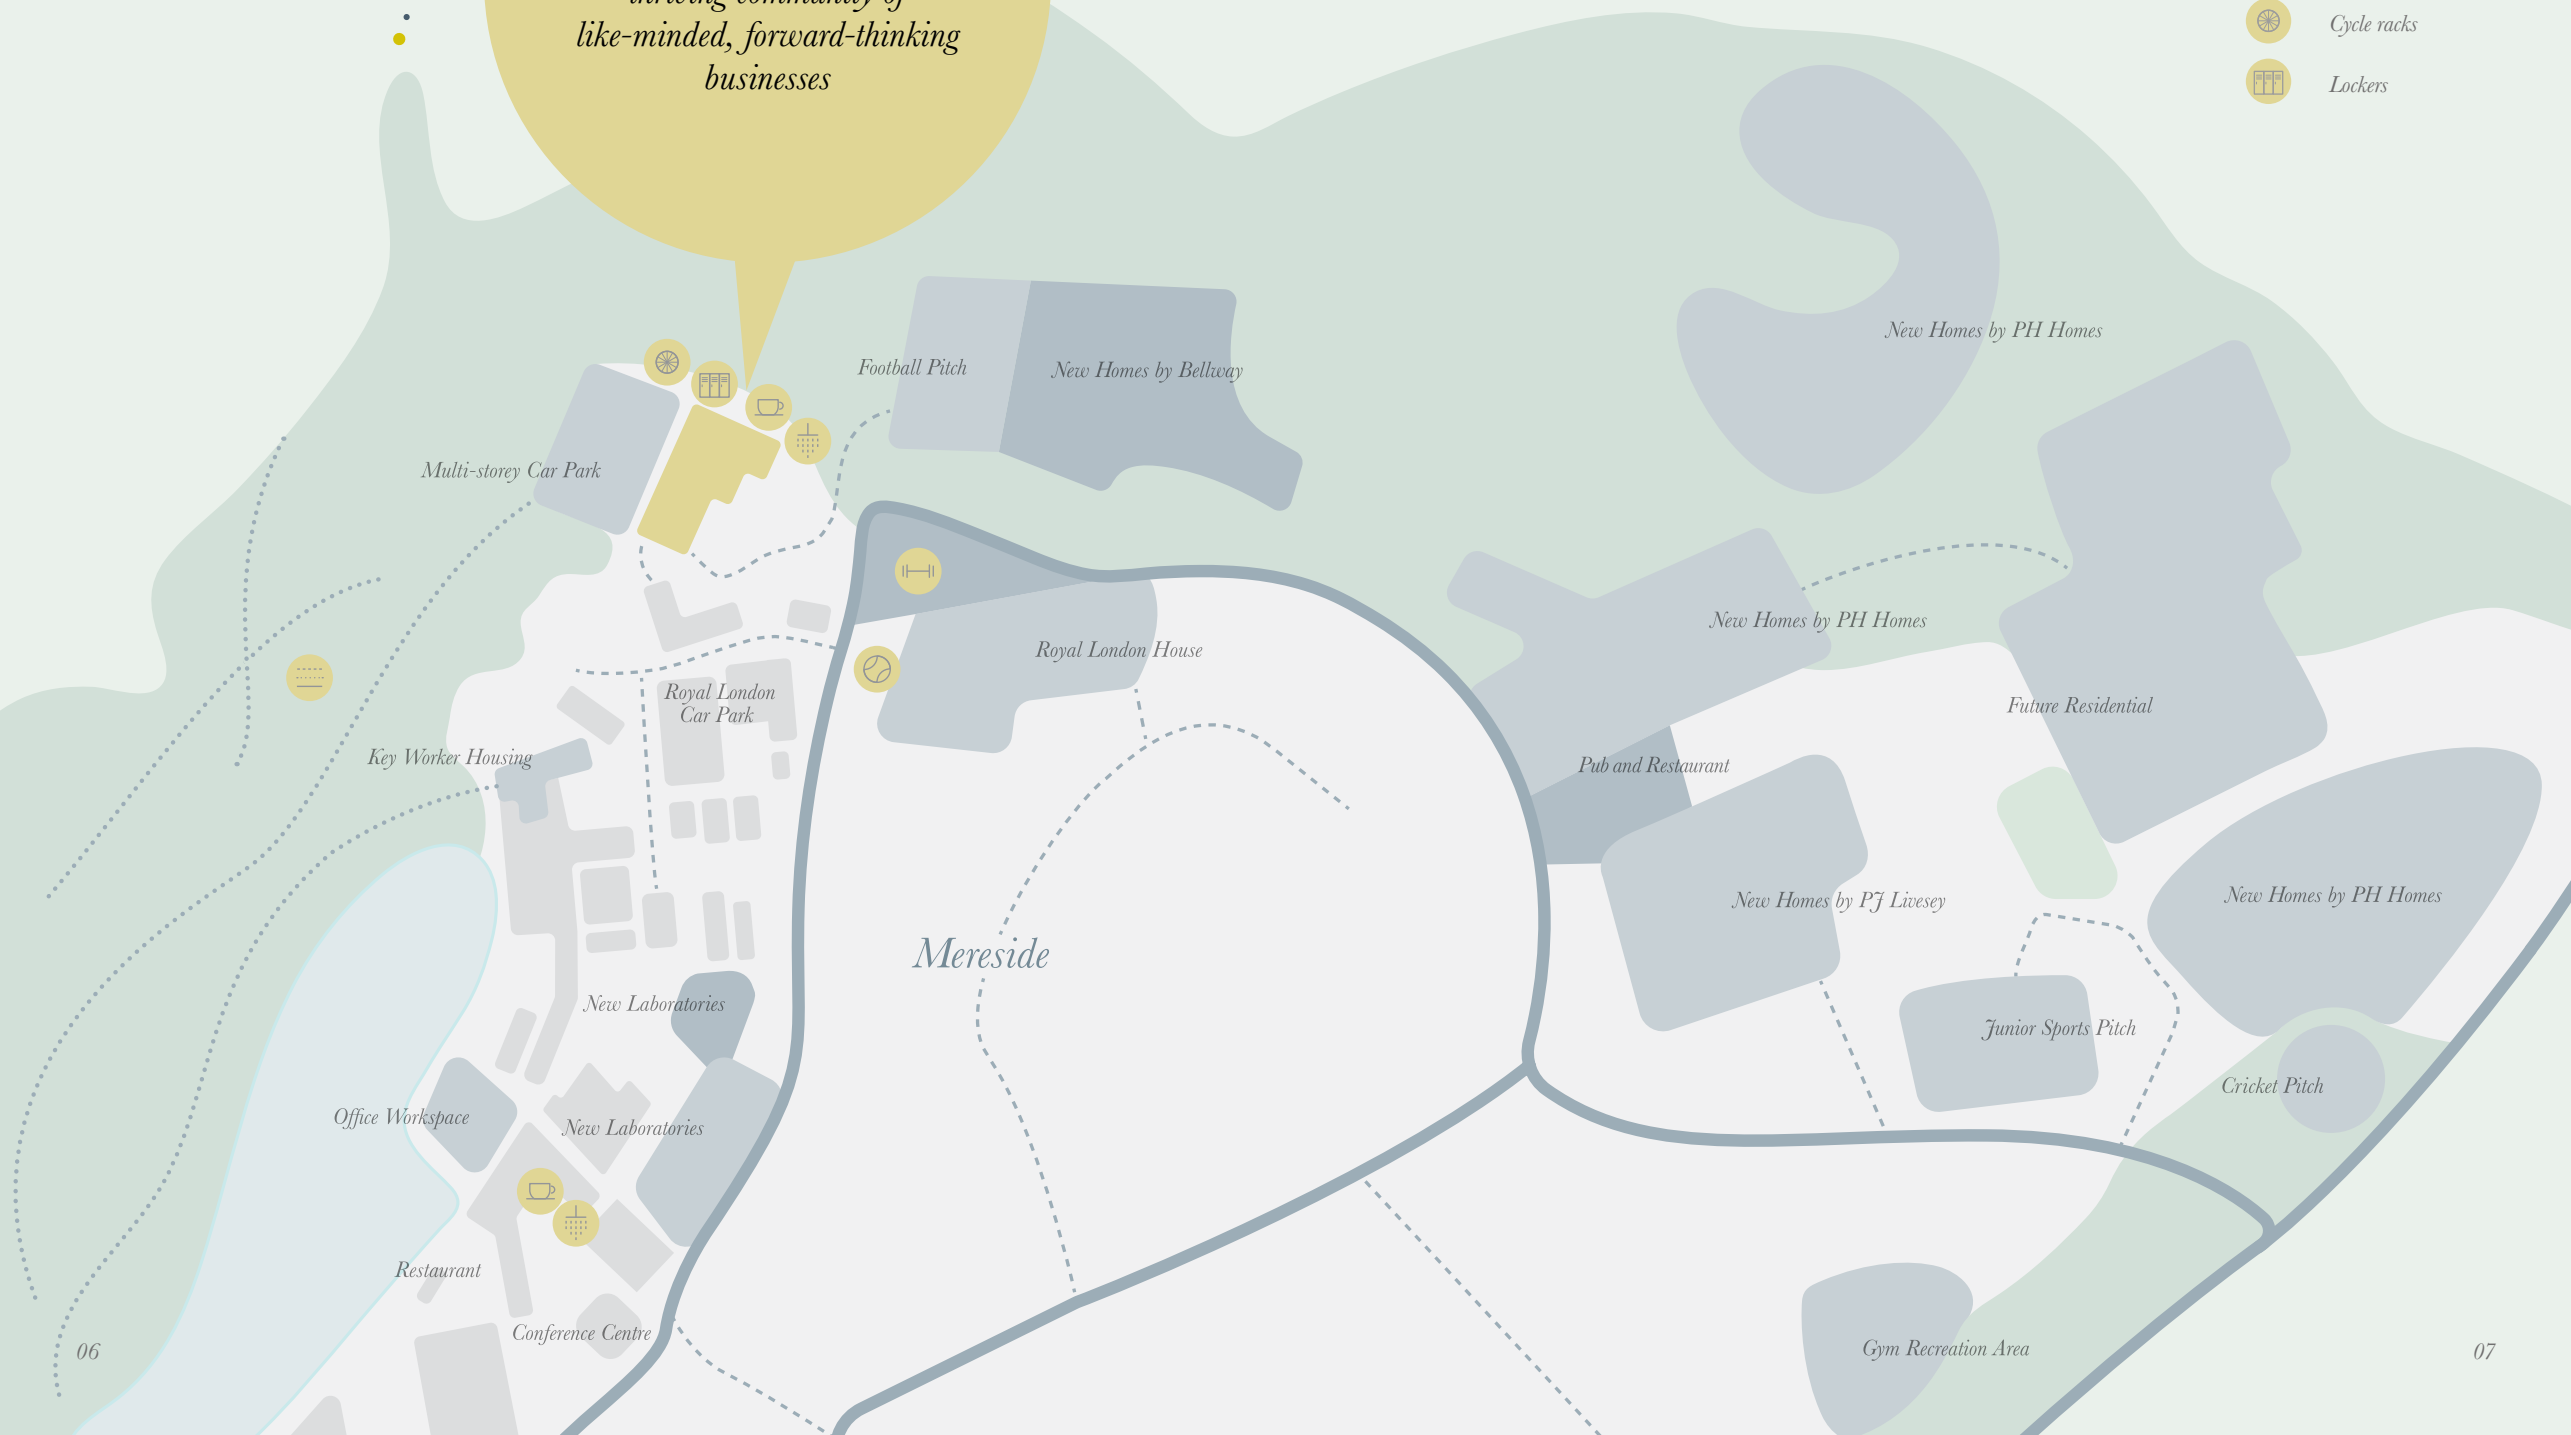 thriving community of
like-minded, forward-thinking
businesses
Cycle racks
Lockers
New Homes by PH Homes
Football Pitch
New Homes by Bellway
Multi-storey Car Park
New Homes by PH Homes
Royal London House
Royal London
Car Park
Future Residential
Key Worker Housing
Pub and Restaurant
New Homes by PJ Livesey
New Homes by PH Homes
Mereside
New Laboratories
Junior Sports Pitch
Cricket Pitch
Office Workspace
New Laboratories
Restaurant
Conference Centre
Gym Recreation Area
06
07